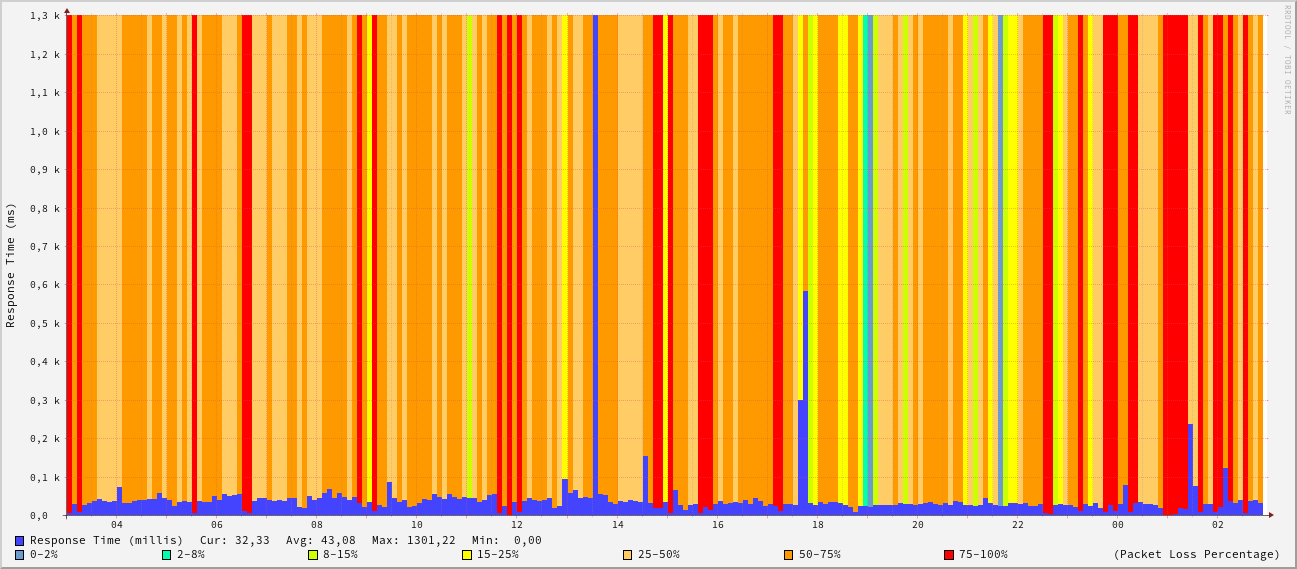 1,3 k
1,2 k
1,1 k
1,0 k
0,9 k
0,8 k
0,7 k
0,6 k
0,5 k
0,4 k
0,3 k
0,2 k
0,1 k
0,0
Response Time (ms)
RRDTOOL / TOBI OETIKER
04 06 08 10 12 14 16 18 20 22 00 02
Response Time (millis) Cur: 32,33 Avg: 43,08 Max: 1301,22 Min: 0,00
0-2% 2-8% 8-15% 15-25% 25-50% 50-75% 75-100% (Packet Loss Percentage)